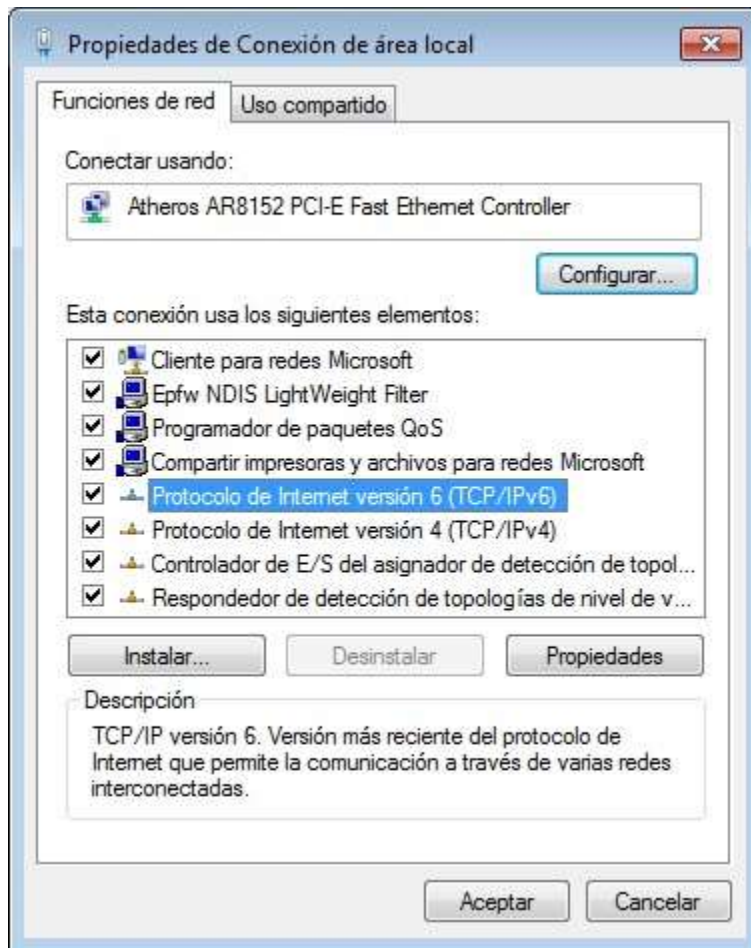 Propiedades de Conexión de área local
Funciones de red
Uso compartido
Conectar usando:
Atheros AR8152 PCI-E Fast Ethernet Controller
Configurar...
Esta conexión usa los siguientes elementos:
Cliente para redes Microsoft
Epfw NDIS LightWeight Filter
Programador de paquetes QoS
Compartir impresoras y archivos para redes Microsoft
Protocolo de Internet versión 6 (TCP/IPv6)
Protocolo de Internet versión 4 (TCP/IPv4)
Controlador de E/S del asignador de detección de topol...
Respondedor de detección de topologías de nivel de v...
Instalar...
Desinstalar
Propiedades
Descripción
TCP/IP versión 6. Versión más reciente del protocolo de
Internet que permite la comunicación a través de varias redes
interconectadas.
Aceptar
Cancelar